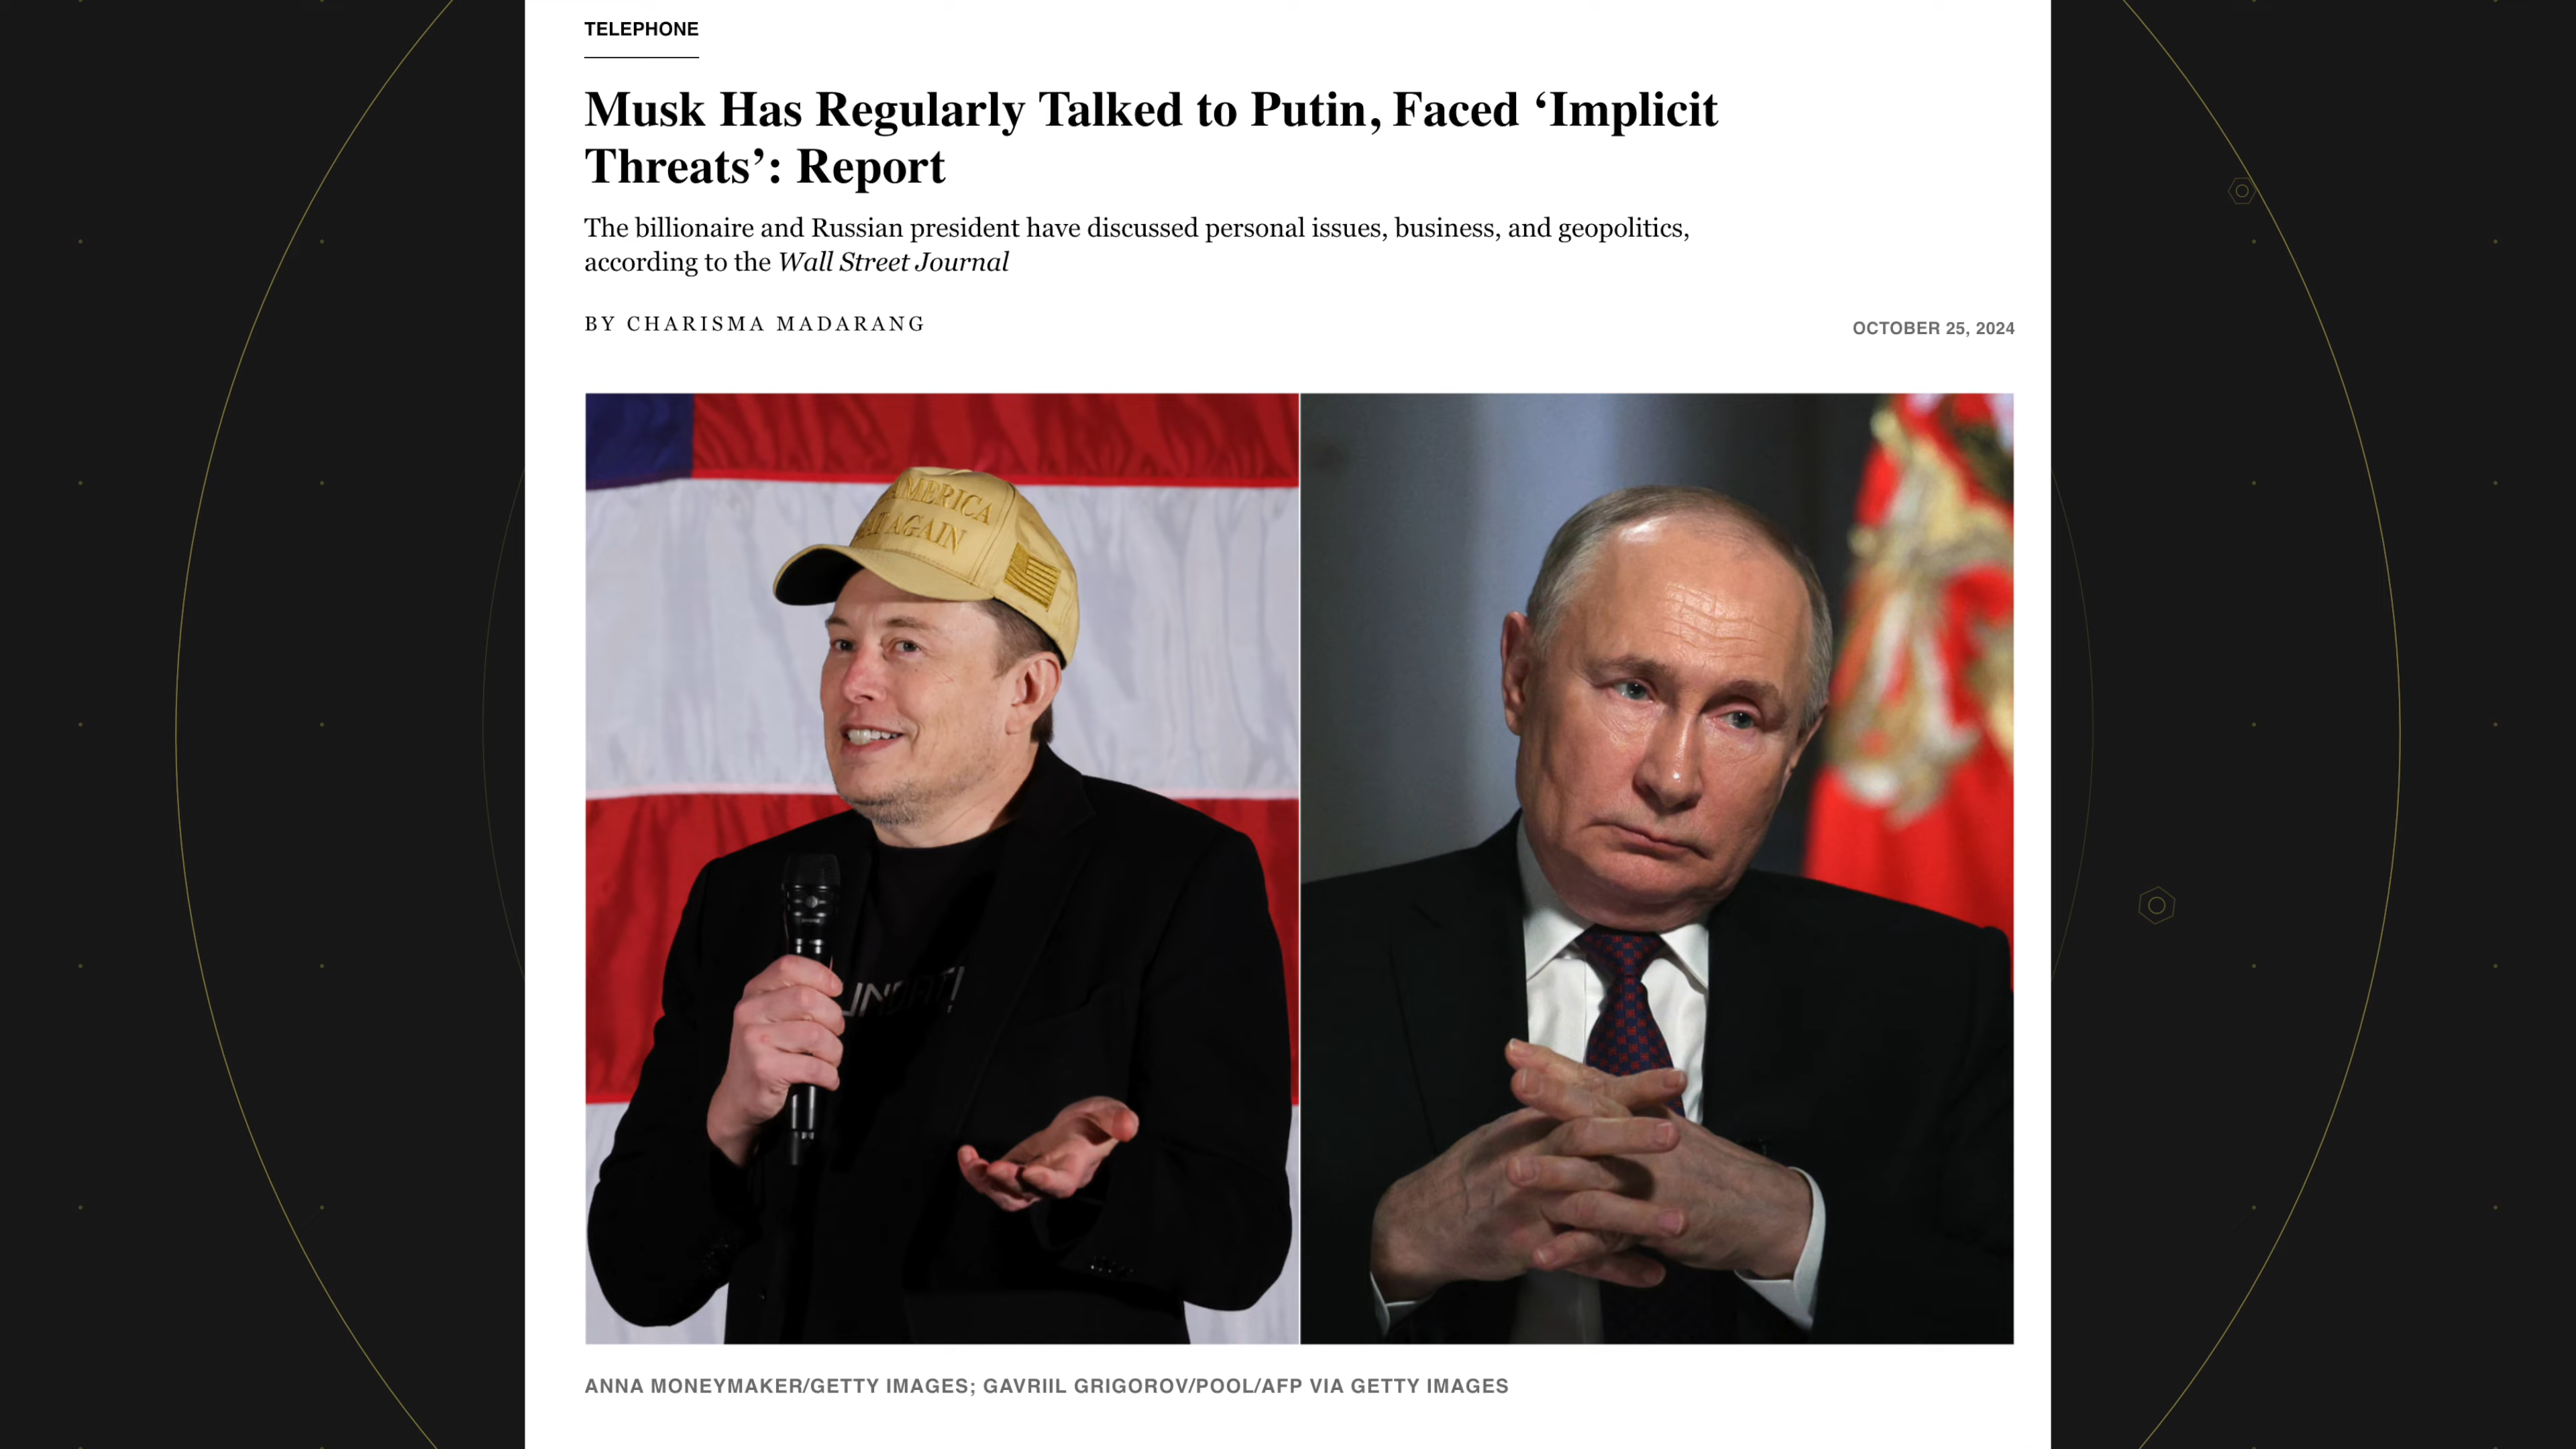 TELEPHONE
Musk Has Regularly Talked to Putin, Faced ‘Implicit
Threats’: Report
The billionaire and Russian president have discussed personal issues, business, and geopolitics,
according to the Wall Street Journal
BY CHARISMA MADARANG
OCTOBER 25, 2024
AMERICA
AGAIN
ANNA MONEYMAKER/GETTY IMAGES; GAVRIIL GRIGOROV/POOL/AFP VIA GETTY IMAGES